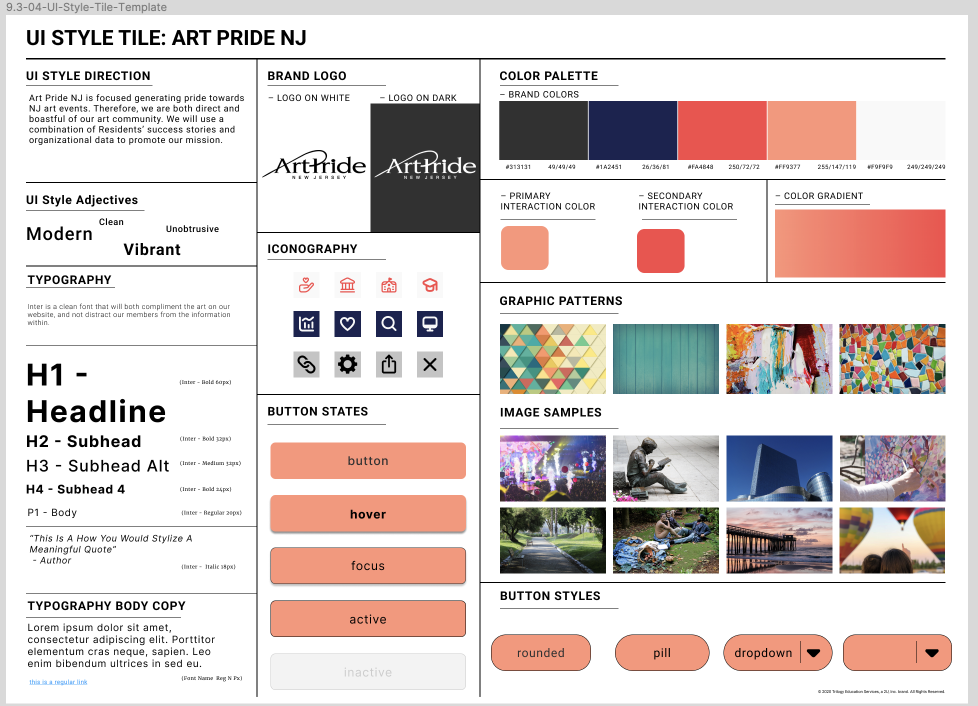 9.3-04-UI-Style-Tile-Template
UI STYLE TILE: ART PRIDE NJ
UI STYLE DIRECTION
Art Pride NJ is focused generating pride towards
NJ art events. Therefore, we are both direct and
boastful of our art community. We will use a
combination of Residents’ success stories and
organizational data to promote our mission.
UI Style Adjectives
Clean
Modern
Unobtrusive
Vibrant
TYPOGRAPHY
Inter is a clean font that will both compliment the art on our
website, and not distract our members from the information
within.
H1 -
Headline
(Inter - Bold 60px)
H2 - Subhead
(Inter - Bold 32px)
H3 - Subhead Alt
(Inter - Medium 32px)
H4 - Subhead 4
(Inter - Bold 24px)
P1 - Body
(Inter - Regular 20px)
“This Is A How You Would Stylize A
Meaningful Quote”
- Author
(Inter - Italic 18px)
TYPOGRAPHY BODY COPY
Lorem ipsum dolor sit amet,
consectetur adipiscing elit. Porttitor
elementum cras neque, sapien. Leo
enim bibendum ultrices in sed eu.
(Font Name Reg N Px)
this is a regular link
BRAND LOGO
– LOGO ON WHITE
– LOGO ON DARK
ArtPride
NEW JERSEY
ArtPride
NEW JERSEY
ICONOGRAPHY
BUTTON STATES
button
hover
focus
active
inactive
COLOR PALETTE
– BRAND COLORS
#313131 49/49/49 #1A2451 26/36/81 #FA4848 250/72/72 #FF9377 255/147/119 #F9F9F9 249/249/249
– PRIMARY
INTERACTION COLOR
– SECONDARY
INTERACTION COLOR
– COLOR GRADIENT
GRAPHIC PATTERNS
IMAGE SAMPLES
BUTTON STYLES
rounded
pill
dropdown
© 2020 Trilogy Education Services, a 2U Inc. brand. All Rights Reserved.